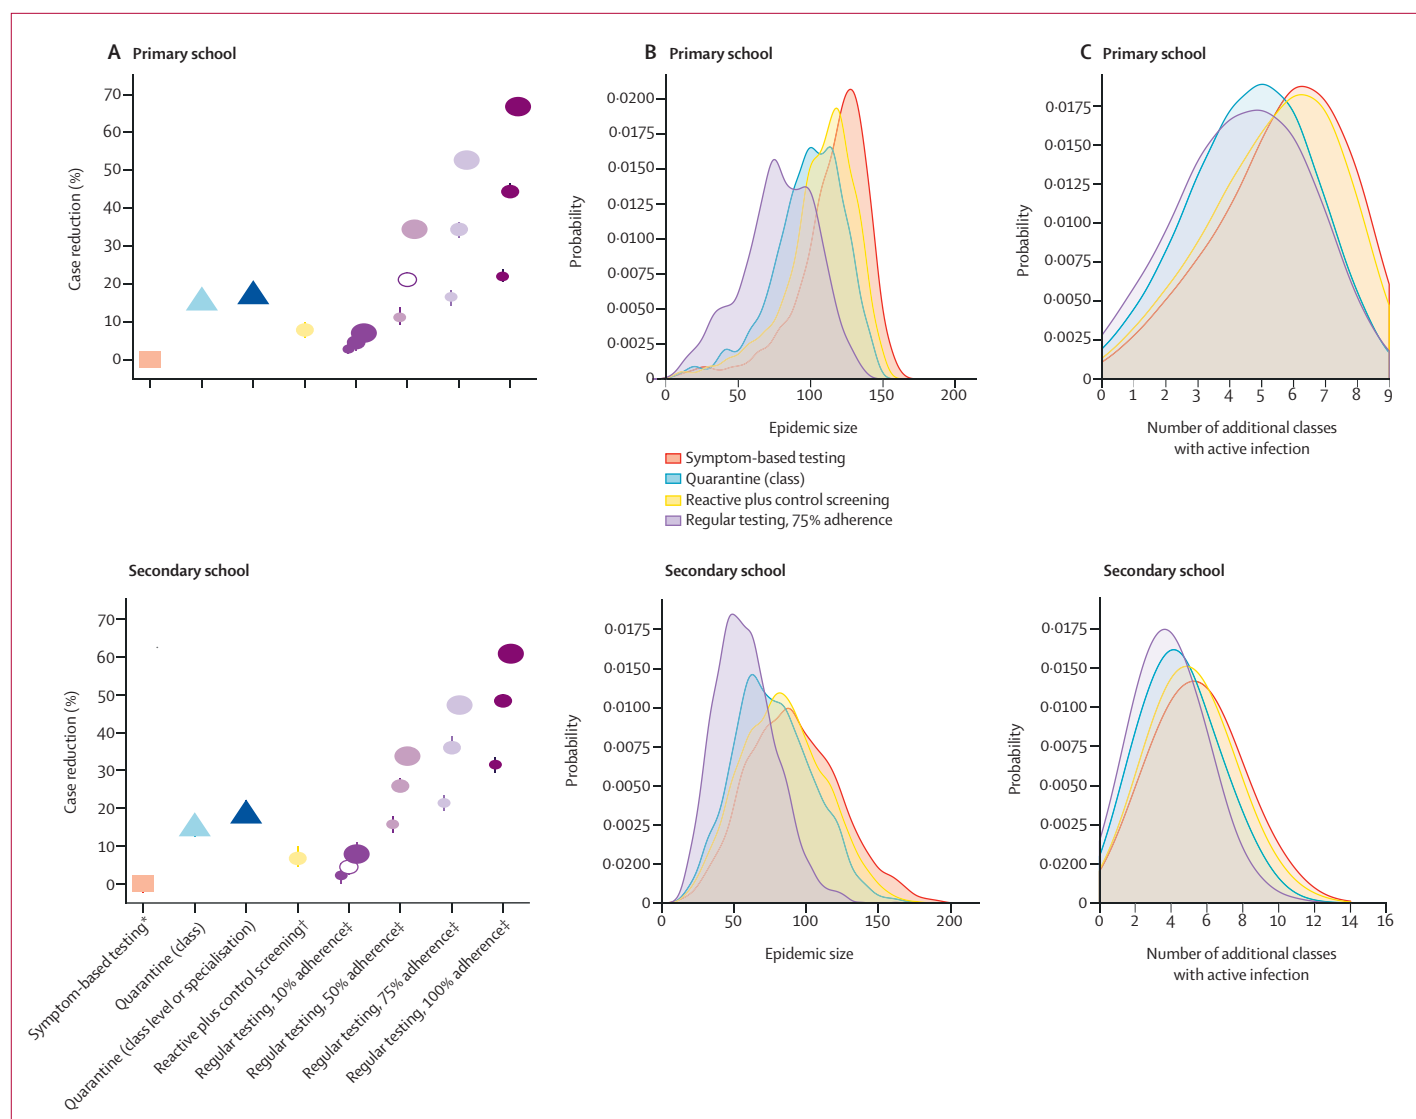 A Primary school
70
60
50
40
30
20
10
0
Case reduction (%)
B Primary school
0·0200
0·0175
0·0150
0·0125
0·0100
0·0075
0·0050
0·0025
0
Probability
0 50 100 150 200
Epidemic size
Symptom-based testing
Quarantine (class)
Reactive plus control screening
Regular testing, 75% adherence
C Primary school
0·0175
0·0150
0·0125
0·0100
0·0075
0·0050
0·0025
0
Probability
0 1 2 3 4 5 6 7 8 9
Number of additional classes
with active infection
Secondary school
70
60
50
40
30
20
10
0
Case reduction (%)
Symptom-based testing*
Quarantine (class)
Quarantine (class level or specialisation)
Reactive plus control screening†
Regular testing, 10% adherence‡
Regular testing, 50% adherence‡
Regular testing, 75% adherence‡
Regular testing, 100% adherence‡
Secondary school
0·0175
0·0150
0·0100
0·0075
0·0050
0·0025
0·0200
0
Probability
0 50 100 150 200
Epidemic size
Secondary school
0·0175
0·0150
0·0100
0·0075
0·0050
0·0025
0·0200
0
Probability
0 2 4 6 8 10 12 14 16
Number of additional classes
with active infection